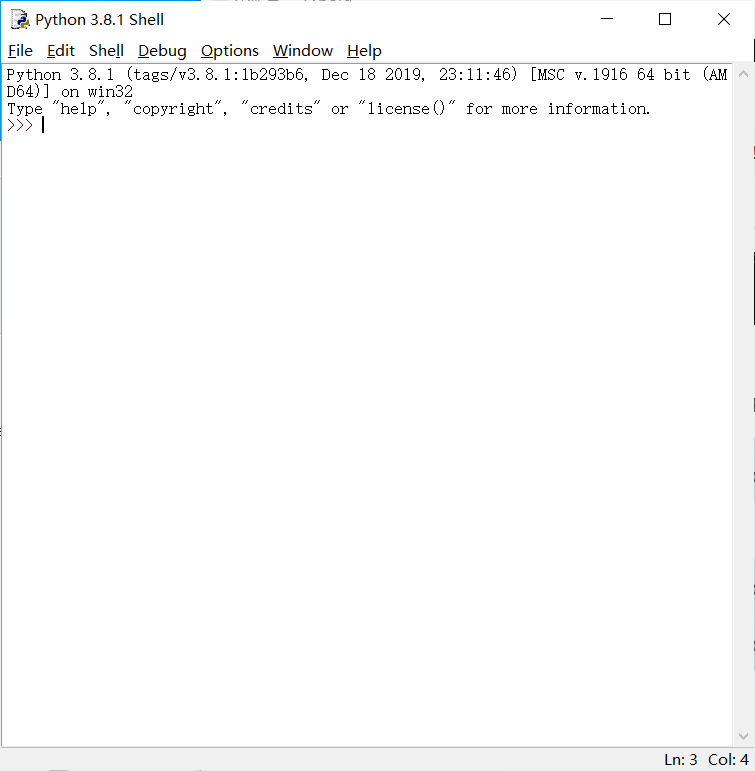 Python 3.8.1 Shell
File Edit Shell Debug Options Window Help
Python 3.8.1 (tags/v3.8.1:1b293b6, Dec 18 2019, 23:11:46) [MSC v.1916 64 bit (AM
D64)] on win32
Type "help", "copyright", "credits" or "license()" for more information.
>>>
Ln: 3 Col: 4